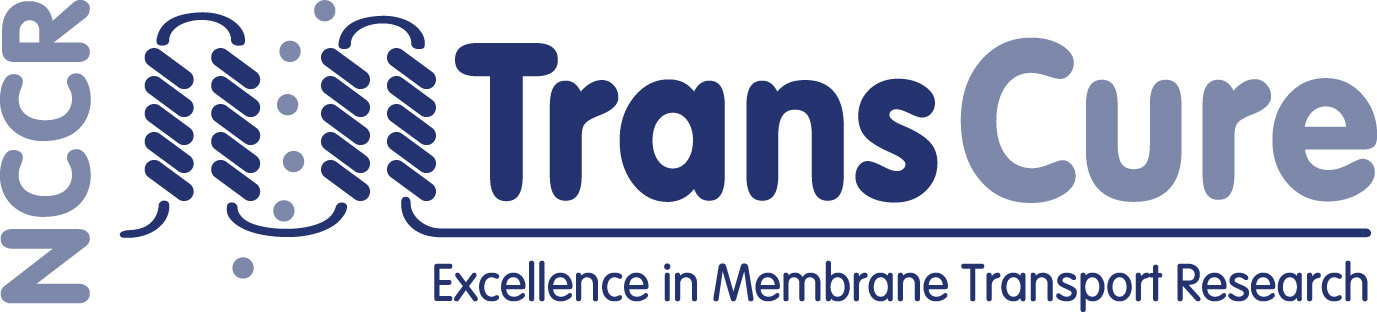 NCCR
TransCure
Excellence in Membrane Transport Research